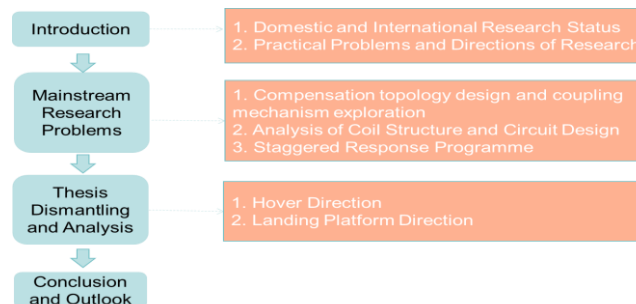 Introduction
1. Domestic and International Research Status
2. Practical Problems and Directions of Research
Mainstream
Research
Problems
1. Compensation topology design and coupling
mechanism exploration
2. Analysis of Coil Structure and Circuit Design
3. Staggered Response Programme
Thesis
Dismantling
and Analysis
1. Hover Direction
2. Landing Platform Direction
Conclusion
and Outlook